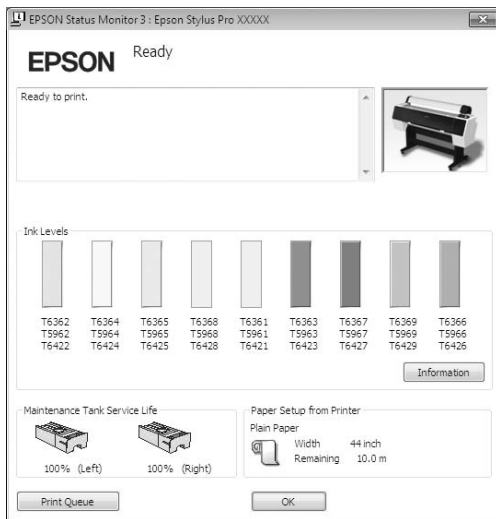 EPSON Status Monitor 3 : Epson Stylus Pro XXXXX
EPSON
Ready
Ready to print.
Ink Levels
T6362 T6364 T6365 T6368 T6361 T6363 T6367 T6369 T6366
T5962 T5964 T5965 T5968 T5961 T5963 T5967 T5969 T5966
T6422 T6424 T6425 T6428 T6421 T6423 T6427 T6429 T6426
Information
Maintenance Tank Service Life
100% (Left) 100% (Right)
Paper Setup from Printer
Plain Paper
Width 44 inch
Remaining 10.0 m
Print Queue
OK